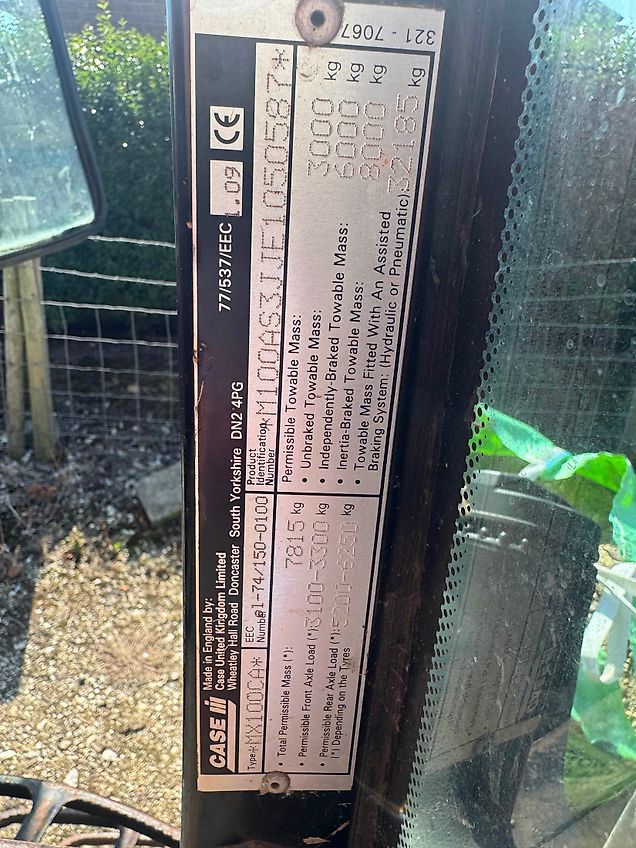 CASE III
Made in England by:
Case United Kingdom Limited
Wheatley Hall Road Doncaster South Yorkshire DN2 4PG
77/537/EEC 1.09 CE
Type *MX100CA*
EEC Number e1-74/150-0100
Product Identification Number *M100AS3JJE1050587*
• Total Permissible Mass (*): 7815 kg
• Permissible Front Axle Load (*): 3100-3300 kg
• Permissible Rear Axle Load (*): 5200-6250 kg
(*) Depending on the Tyres
Permissible Towable Mass:
• Unbraked Towable Mass: 3000 kg
• Independently-Braked Towable Mass: 6000 kg
• Inertia-Braked Towable Mass: 8000 kg
• Towable Mass Fitted With An Assisted
Braking System: (Hydraulic or Pneumatic): 32185 kg
321 - 7067